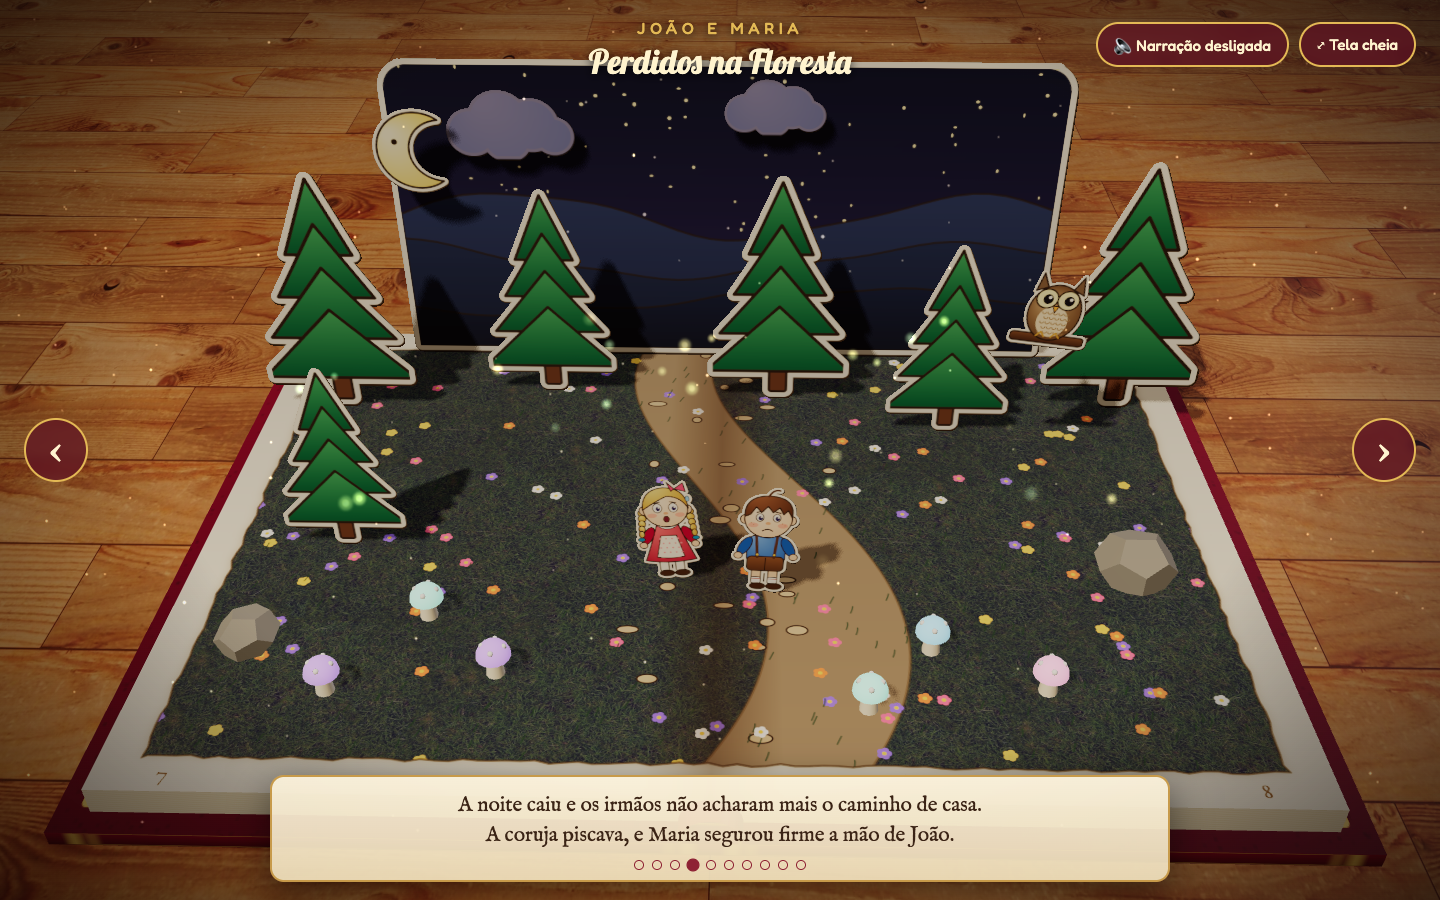 JOÃO E MARIA
Perdidos na Floresta
Narração desligada
Tela cheia
7
8
A noite caiu e os irmãos não acharam mais o caminho de casa.
A coruja piscava, e Maria segurou firme a mão de João.